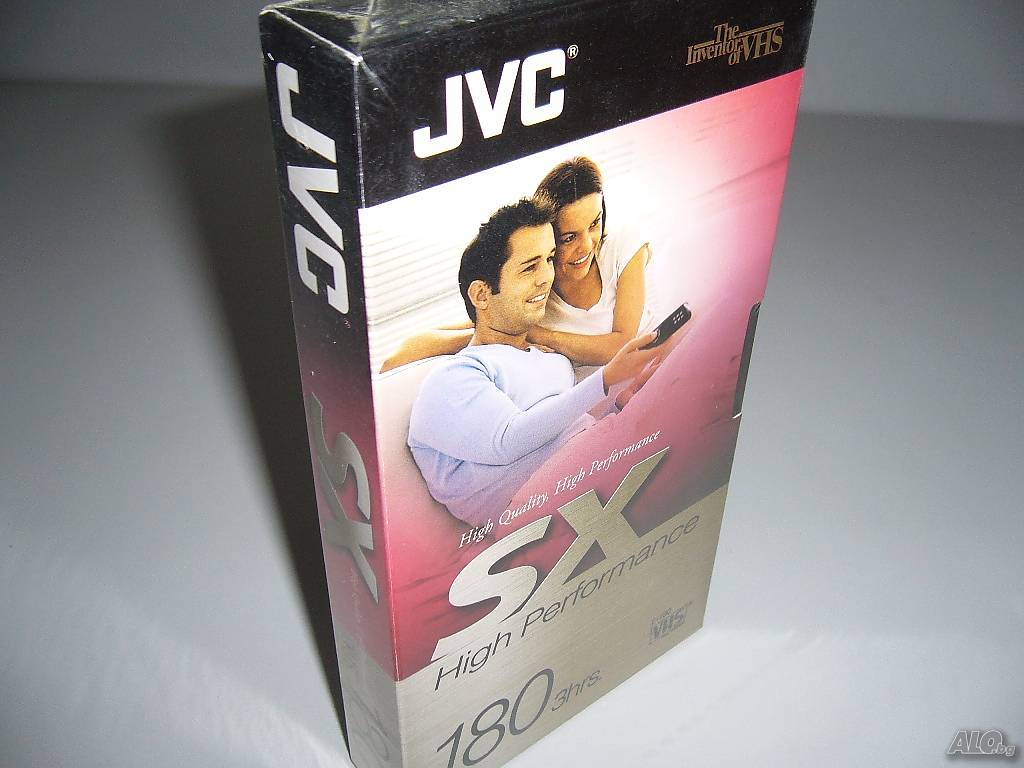 JVC®
The
Inventor
of VHS
JVC
SX
High Quality, High Performance
SX
High Performance
180 3hrs.
VHS
ALO.bg